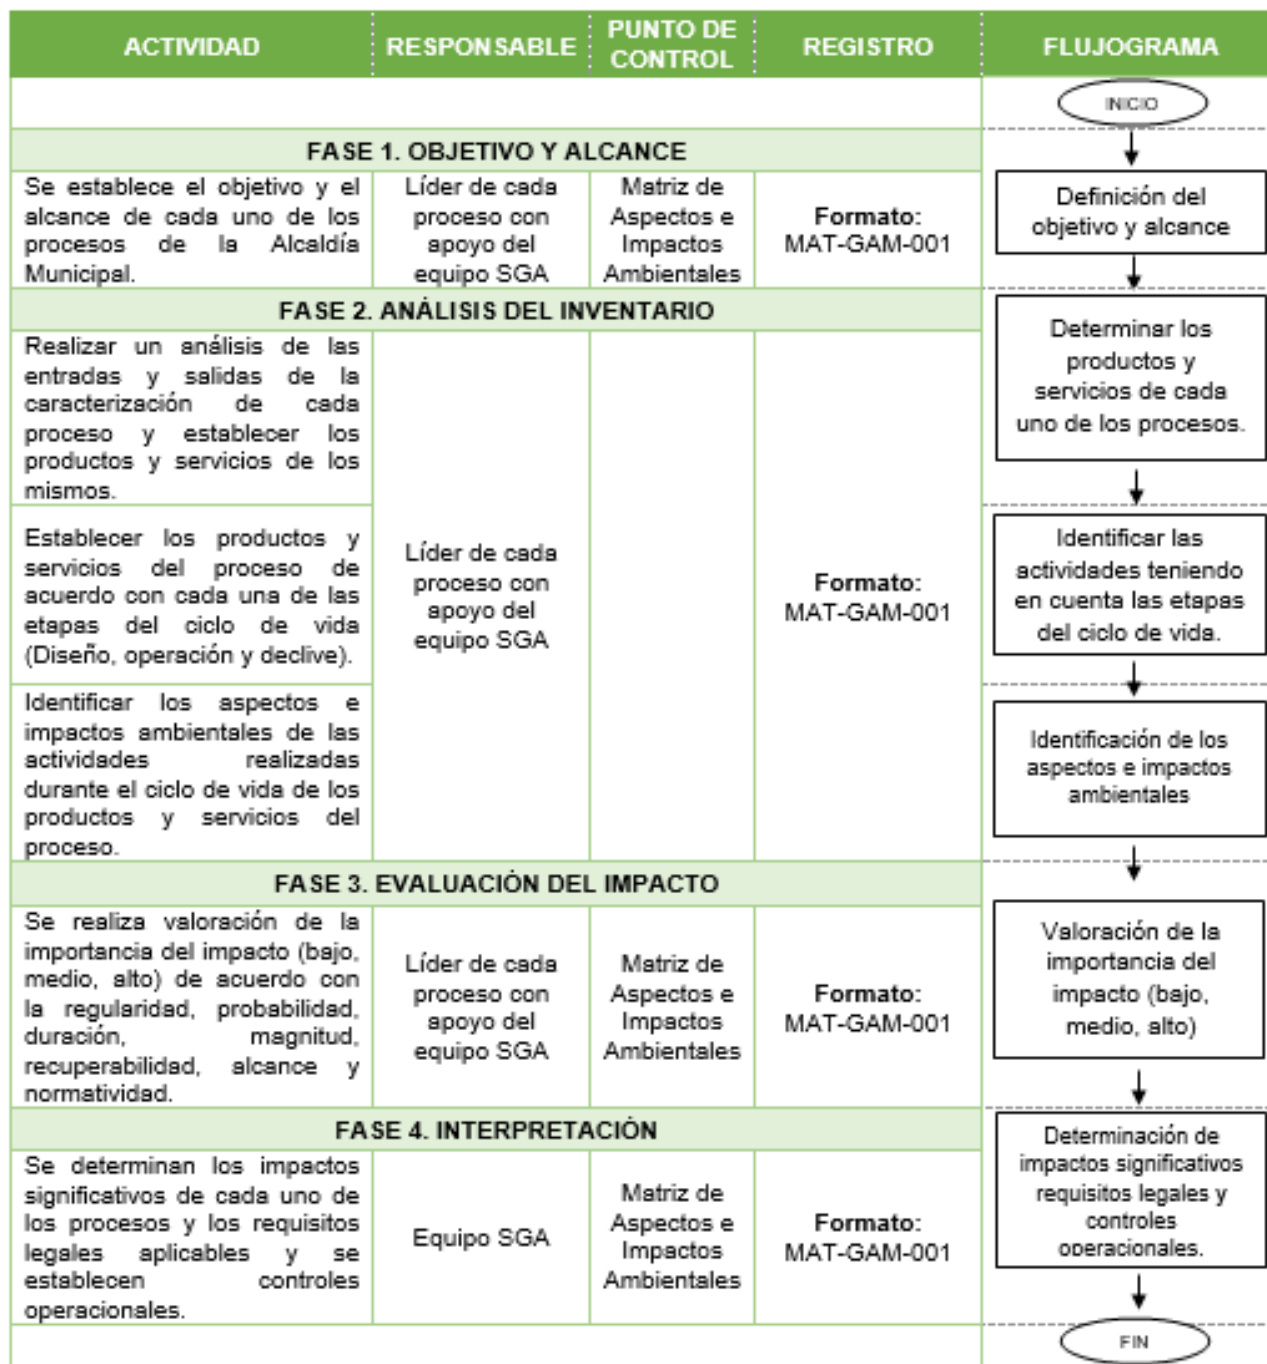 ACTIVIDAD
RESPONSABLE
PUNTO DE
CONTROL
REGISTRO
FLUJOGRAMA
INICIO
FASE 1. OBJETIVO Y ALCANCE
Se establece el objetivo y el
alcance de cada uno de los
procesos de la Alcaldía
Municipal.
Líder de cada
proceso con
apoyo del
equipo SGA
Matriz de
Aspectos e
Impactos
Ambientales
Formato:
MAT-GAM-001
Definición del
objetivo y alcance
FASE 2. ANÁLISIS DEL INVENTARIO
Realizar un análisis de las
entradas y salidas de la
caracterización de cada
proceso y establecer los
productos y servicios de los
mismos.
Determinar los
productos y
servicios de cada
uno de los procesos.
Establecer los productos y
servicios del proceso de
acuerdo con cada una de las
etapas del ciclo de vida
(Diseño, operación y declive).
Líder de cada
proceso con
apoyo del
equipo SGA
Formato:
MAT-GAM-001
Identificar las
actividades teniendo
en cuenta las etapas
del ciclo de vida.
Identificar los aspectos e
impactos ambientales de las
actividades realizadas
durante el ciclo de vida de los
productos y servicios del
proceso.
Identificación de los
aspectos e impactos
ambientales
FASE 3. EVALUACIÓN DEL IMPACTO
Se realiza valoración de la
importancia del impacto (bajo,
medio, alto) de acuerdo con
la regularidad, probabilidad,
duración, magnitud,
recuperabilidad, alcance y
normatividad.
Líder de cada
proceso con
apoyo del
equipo SGA
Matriz de
Aspectos e
Impactos
Ambientales
Formato:
MAT-GAM-001
Valoración de la
importancia del
impacto (bajo,
medio, alto)
FASE 4. INTERPRETACIÓN
Se determinan los impactos
significativos de cada uno de
los procesos y los requisitos
legales aplicables y se
establecen controles
operacionales.
Equipo SGA
Matriz de
Aspectos e
Impactos
Ambientales
Formato:
MAT-GAM-001
Determinación de
impactos significativos
requisitos legales y
controles
operacionales.
FIN